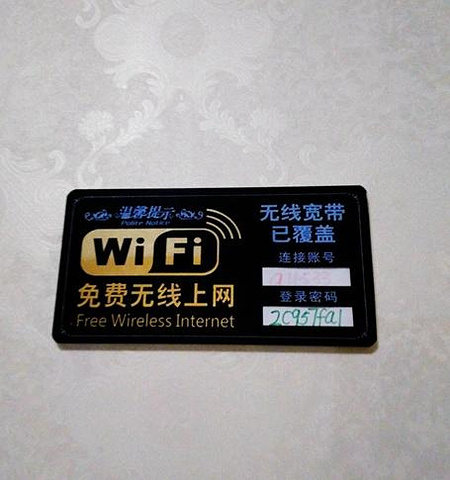 温馨提示
Polite Notice
WiFi
免费无线上网
Free Wireless Internet
无线宽带
已覆盖
连接账号
登录密码
2C957fa1